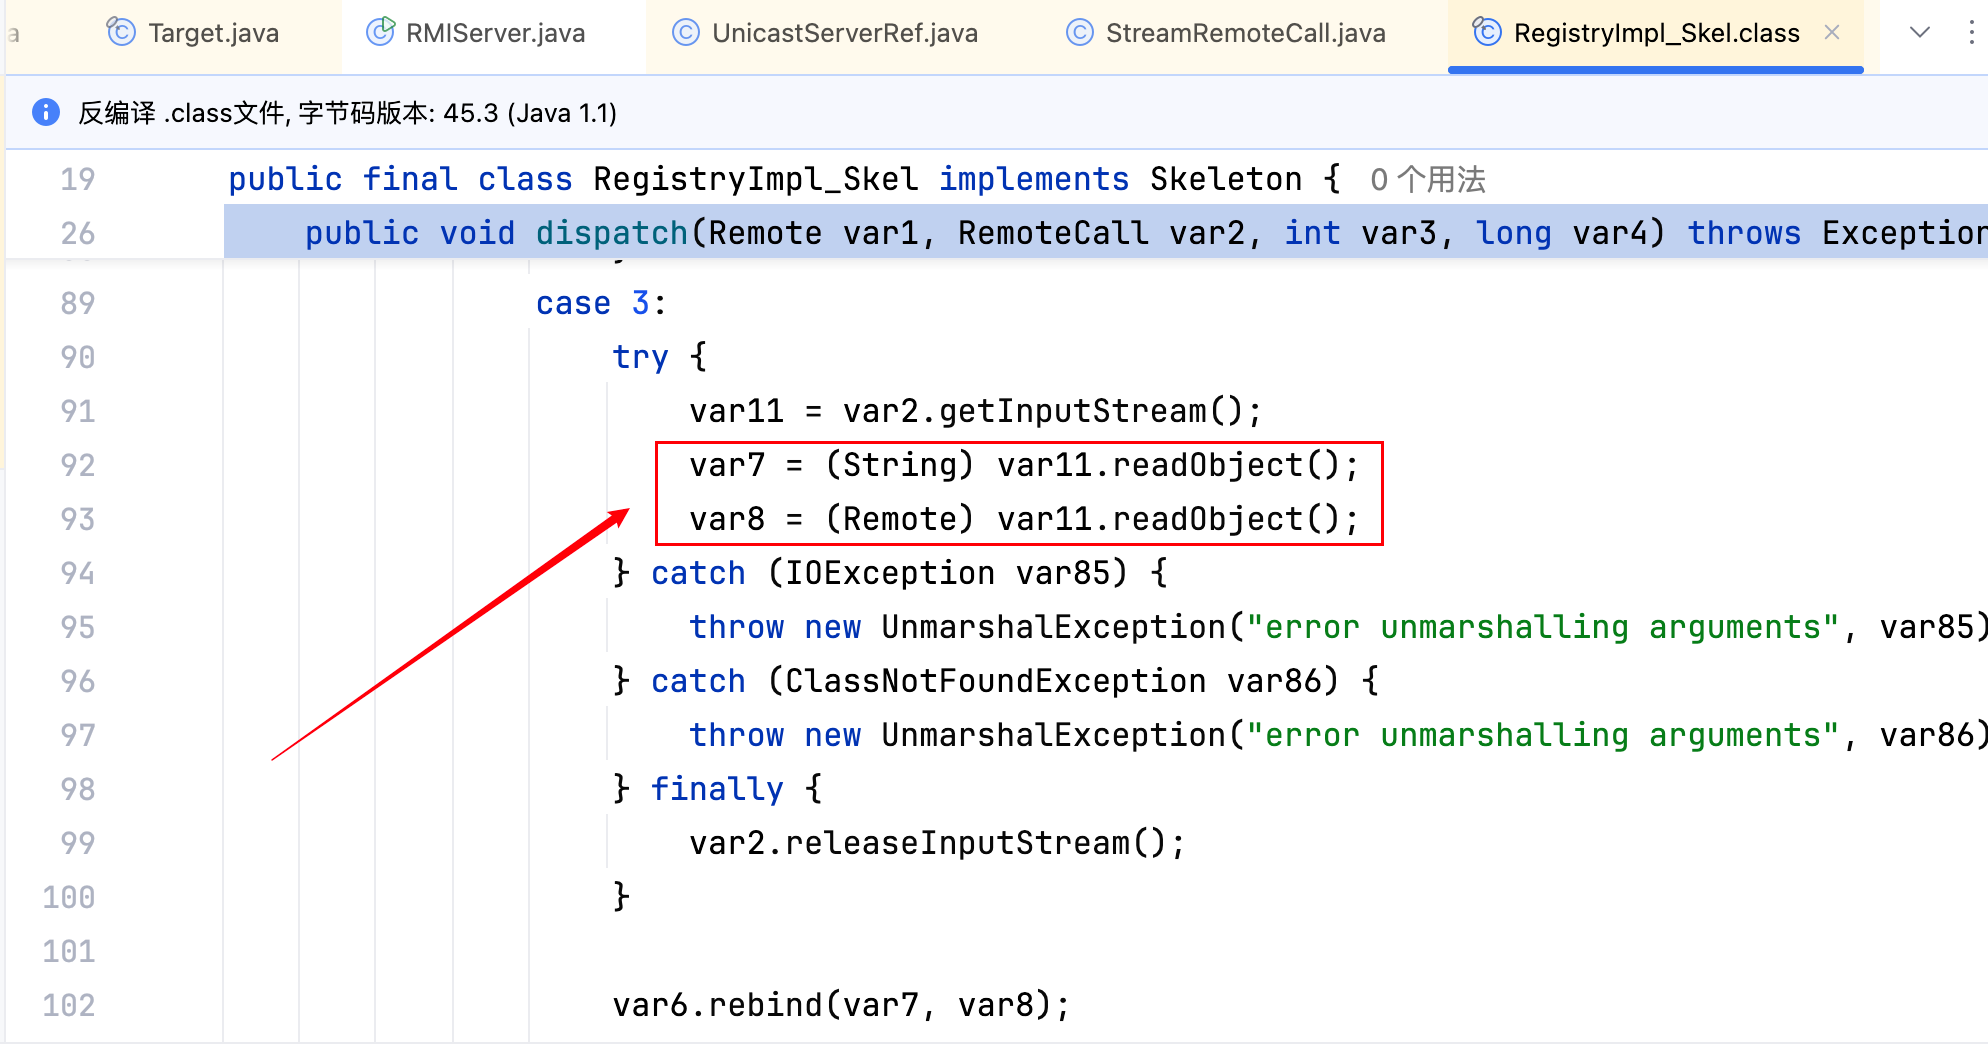 a Target.java RMIServer.java UnicastServerRef.java StreamRemoteCall.java RegistryImpl_Skel.class
反编译 .class文件, 字节码版本: 45.3 (Java 1.1)
19 public final class RegistryImpl_Skel implements Skeleton { 0 个用法
26 public void dispatch(Remote var1, RemoteCall var2, int var3, long var4) throws Exception
89 case 3:
90 try {
91 var11 = var2.getInputStream();
92 var7 = (String) var11.readObject();
93 var8 = (Remote) var11.readObject();
94 } catch (IOException var85) {
95 throw new UnmarshalException("error unmarshalling arguments", var85)
96 } catch (ClassNotFoundException var86) {
97 throw new UnmarshalException("error unmarshalling arguments", var86)
98 } finally {
99 var2.releaseInputStream();
100 }
101
102 var6.rebind(var7, var8);